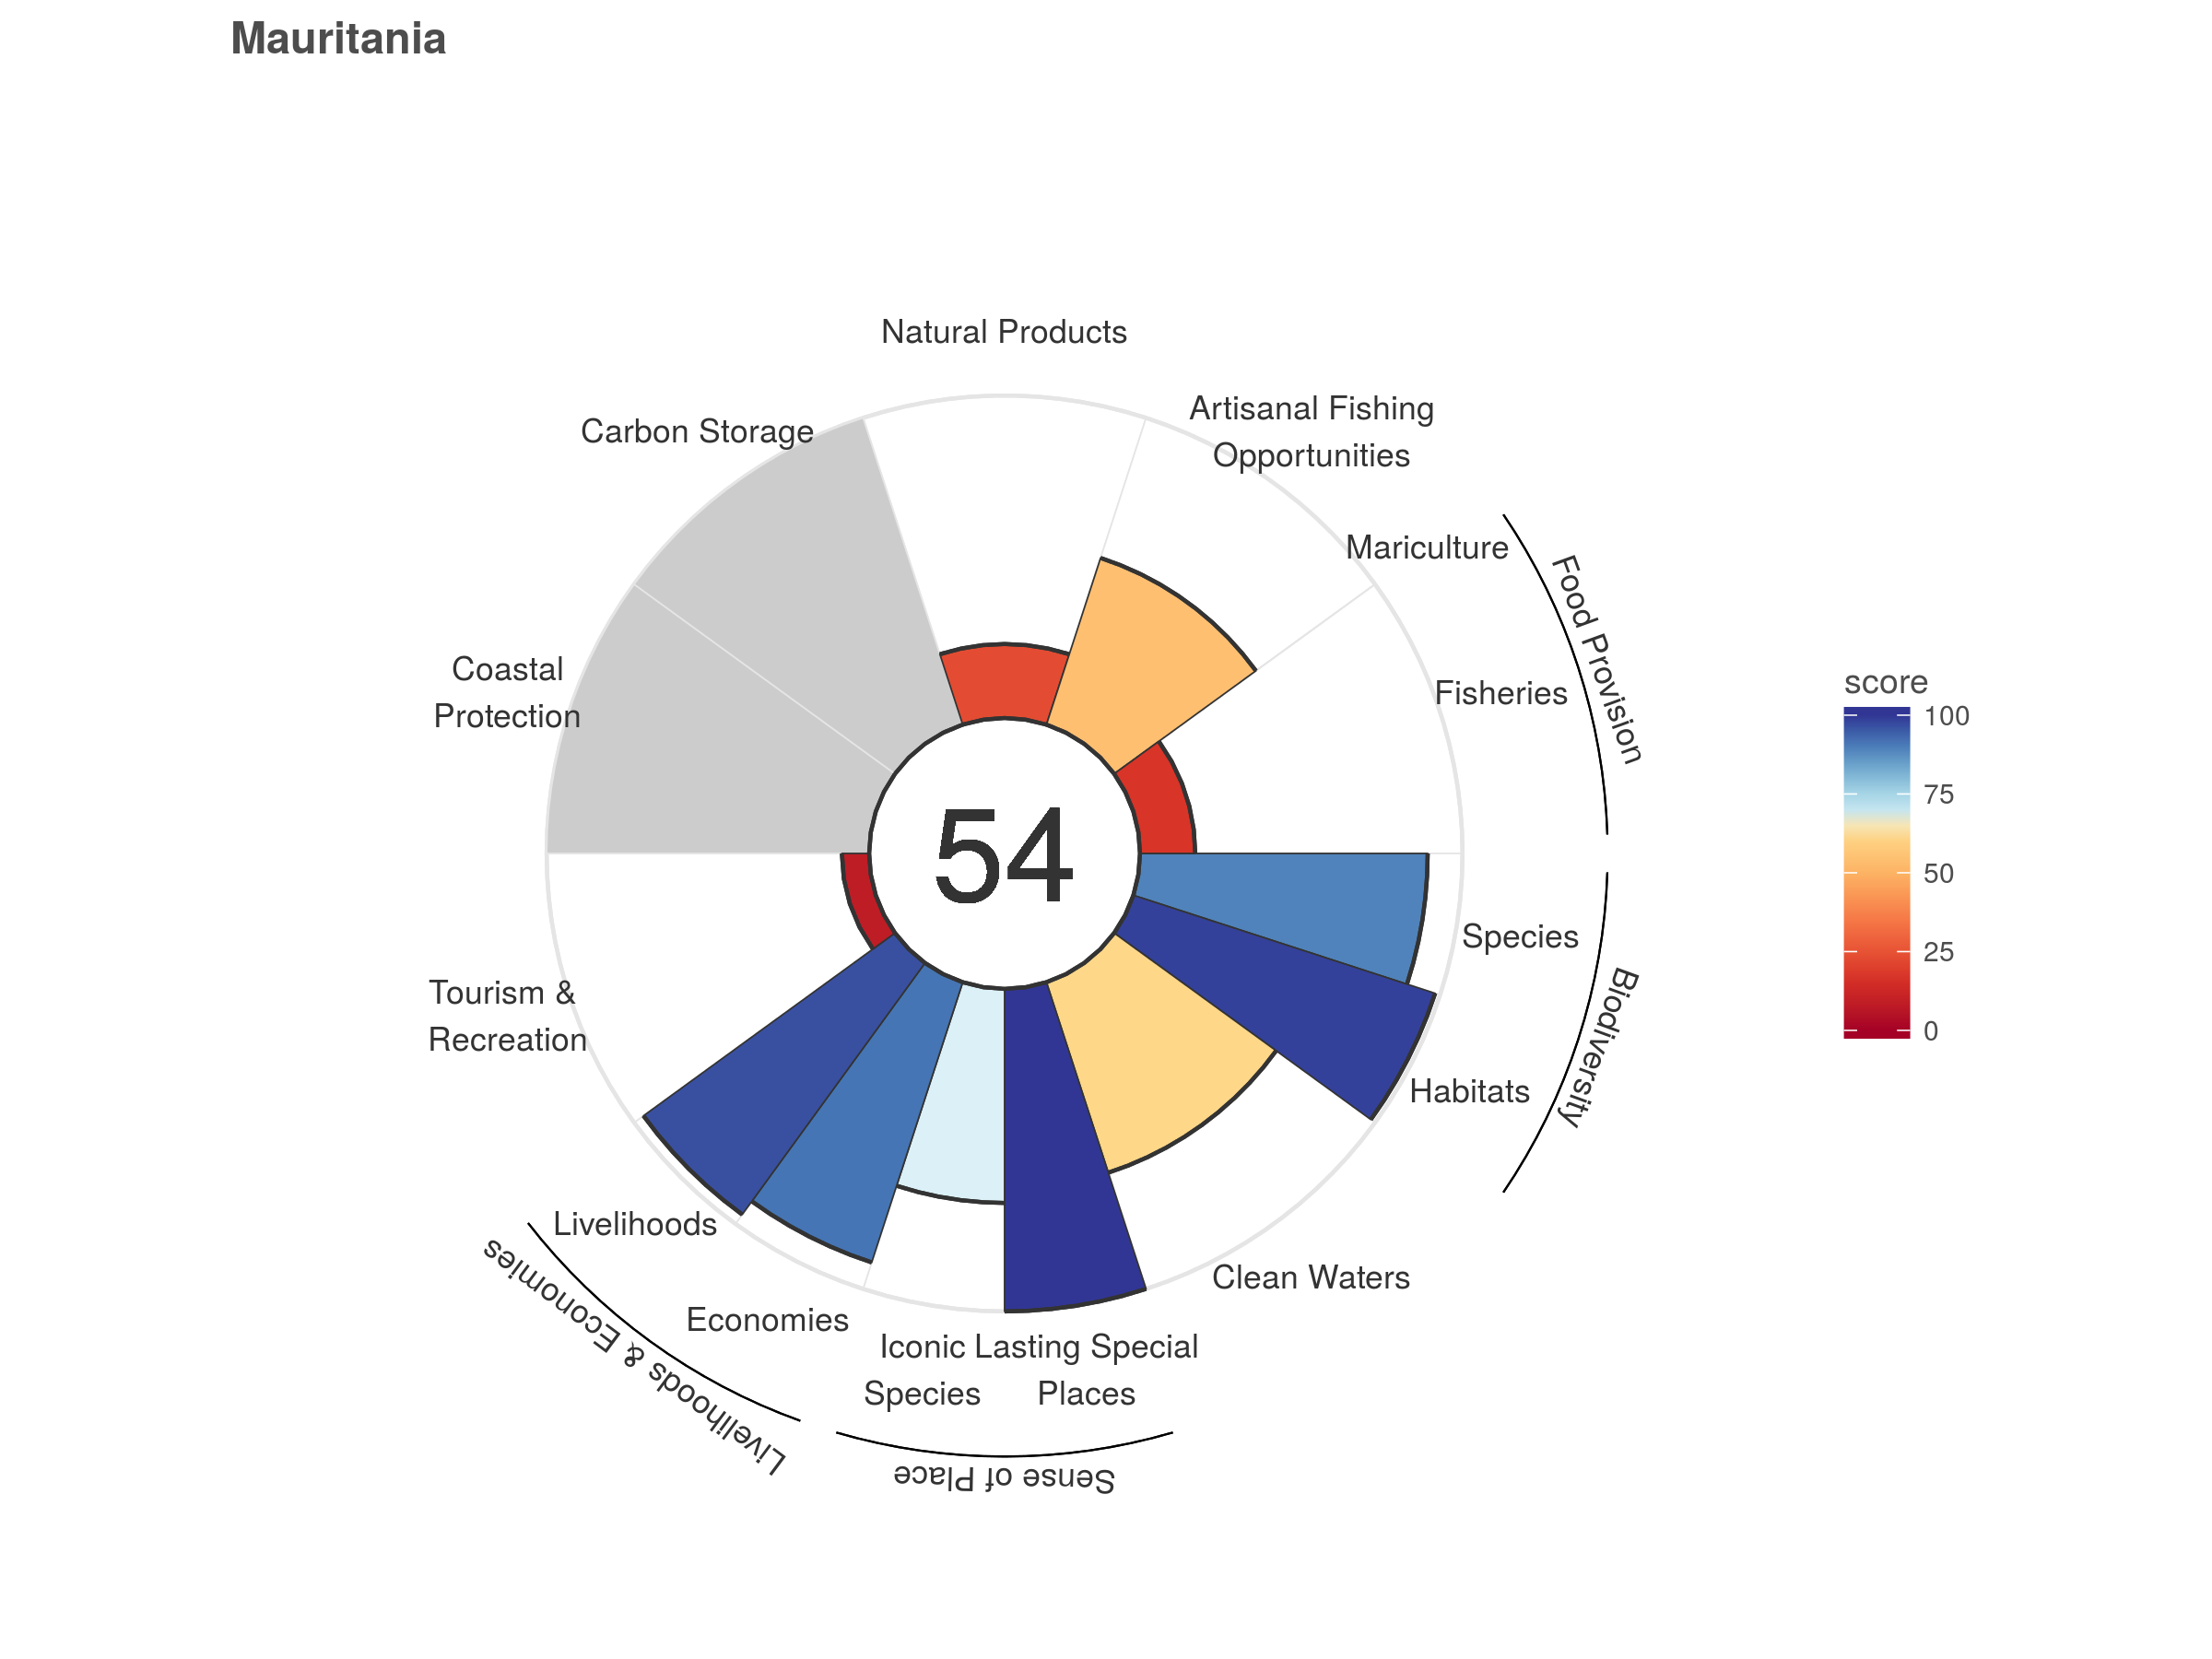 Mauritania
Natural Products
Artisanal Fishing
Opportunities
Carbon Storage
Mariculture
Food Provision
Fisheries
Coastal
Protection
54
score
100
75
50
25
0
Species
Biodiversity
Habitats
Tourism &
Recreation
Livelihoods
Livelihoods & Economies
Economies
Clean Waters
Iconic
Species
Lasting Special
Places
Sense of Place